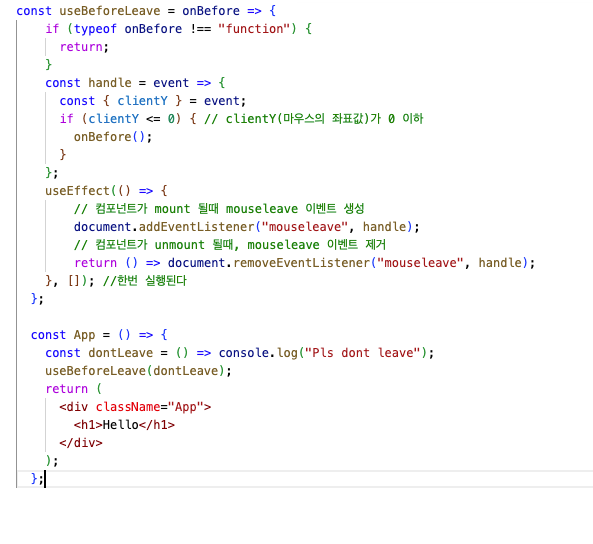 const useBeforeLeave = onBefore => {
    if (typeof onBefore !== "function") {
      return;
    }
    const handle = event => {
      const { clientY } = event;
      if (clientY <= 0) { // clientY(마우스의 좌표값)가 0 이하
        onBefore();
      }
    };
    useEffect(() => {
        // 컴포넌트가 mount 될때 mouseleave 이벤트 생성
        document.addEventListener("mouseleave", handle);
        // 컴포넌트가 unmount 될때, mouseleave 이벤트 제거
        return () => document.removeEventListener("mouseleave", handle);
    }, []); //한번 실행된다
  };

  const App = () => {
    const dontLeave = () => console.log("Pls dont leave");
    useBeforeLeave(dontLeave);
    return (
      <div className="App">
        <h1>Hello</h1>
      </div>
    );
  };